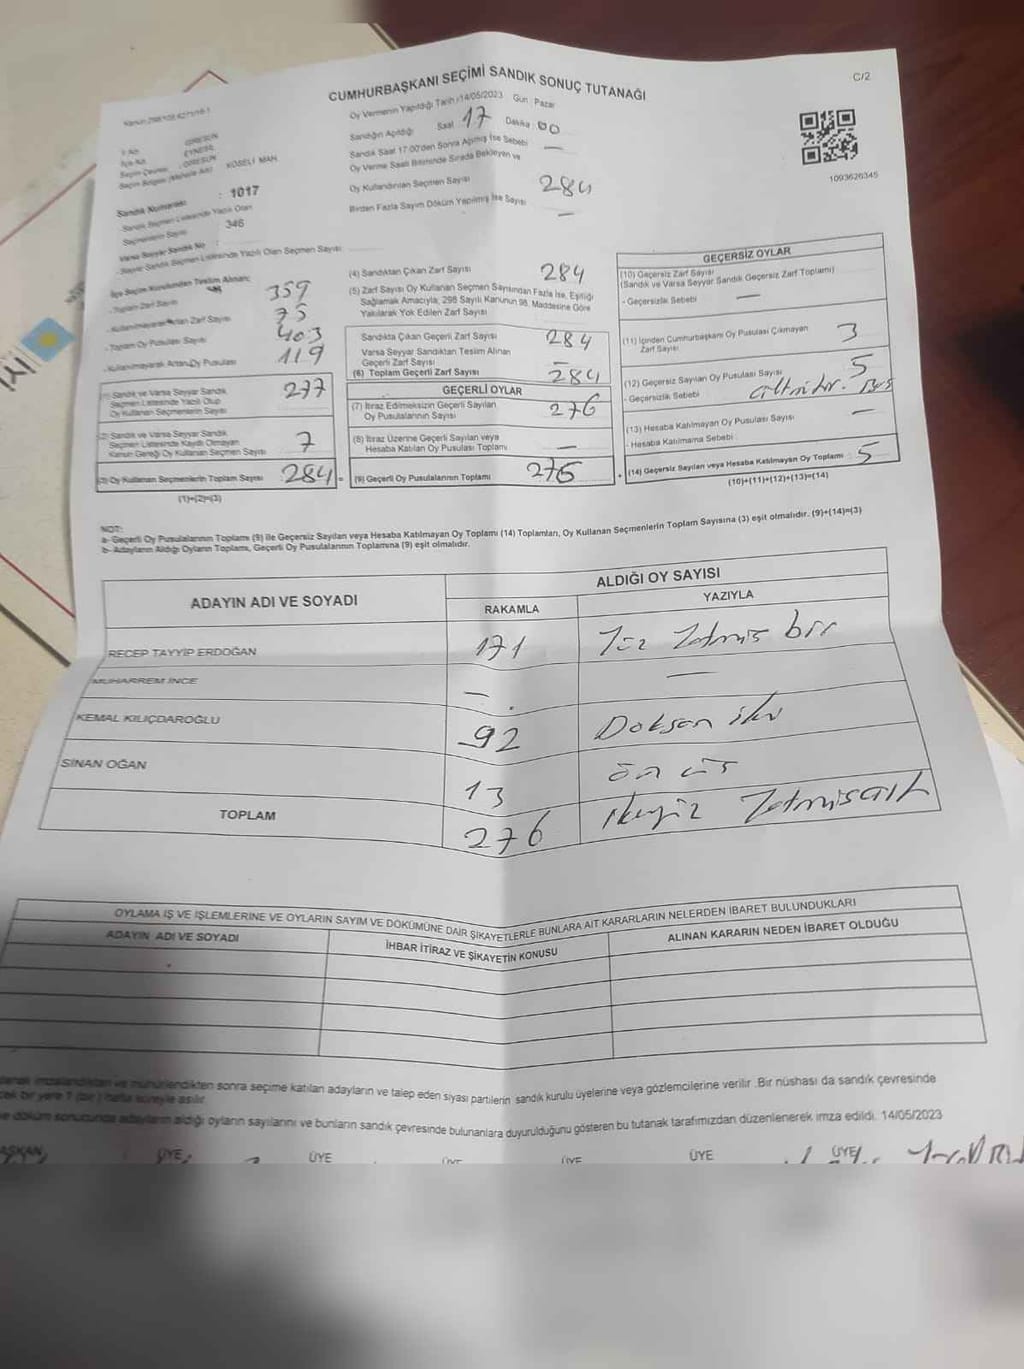 CUMHURBAŞKANI SEÇİMİ SANDIK SONUÇ TUTANAĞI
C/2
Oy Vermenin Yapıldığı Tarih :14/05/2023 Gün : Pazar
Sandığın Açıldığı Saat : 17 Dakika : 00
Sandık Saat 17:00'den Sonra Açılmış İse Sebebi —
Oy Verme Saati Bitiminde Sırada Bekleyen ve
Oy Kullandırılan Seçmen Sayısı 284
Birden Fazla Sayım Döküm Yapılmış İse Sayısı —
1093626345
GİRESUN
EYNESİL
GİRESUN
KÖSELİ MAH.
Sandık Numarası : 1017
Sandık Seçmen Listesinde Yazılı Olan
Seçmenlerin Sayısı 346
Varsa Seyyar Sandık No :
Seyyar Sandık Seçmen Listesinde Yazılı Olan Seçmen Sayısı
İlçe Seçim Kurulundan Teslim Alınan;
- Toplam Zarf Sayısı 359
- Kullanılmayarak Artan Zarf Sayısı 75
- Toplam Oy Pusulası Sayısı 403
- Kullanılmayarak Artan Oy Pusulası 119
(1) Sandık ve Varsa Seyyar Sandık
Seçmen Listesinde Yazılı Olup
Oy Kullanan Seçmenlerin Sayısı 277
(2) Sandık ve Varsa Seyyar Sandık
Seçmen Listesinde Kaydı Olmayan
Kanun Gereği Oy Kullanan Seçmen Sayısı 7
(3) Oy Kullanan Seçmenlerin Toplam Sayısı 284 =
(1)+(2)=(3)
(4) Sandıktan Çıkan Zarf Sayısı 284
(5) Zarf Sayısı Oy Kullanan Seçmen Sayısından Fazla İse, Eşitliği
Sağlamak Amacıyla, 298 Sayılı Kanunun 98. Maddesine Göre
Yakılarak Yok Edilen Zarf Sayısı
Sandıkta Çıkan Geçerli Zarf Sayısı 284
Varsa Seyyar Sandıktan Teslim Alınan
Geçerli Zarf Sayısı —
(6) Toplam Geçerli Zarf Sayısı 284
GEÇERLİ OYLAR
(7) İtiraz Edilmeksizin Geçerli Sayılan
Oy Pusulalarının Sayısı 276
(8) İtiraz Üzerine Geçerli Sayılan veya
Hesaba Katılan Oy Pusulası Toplamı —
(9) Geçerli Oy Pusulalarının Toplamı 276 +
GEÇERSİZ OYLAR
(10) Geçersiz Zarf Sayısı
(Sandık ve Varsa Seyyar Sandık Geçersiz Zarf Toplamı)
- Geçersizlik Sebebi —
(11) İçinden Cumhurbaşkanı Oy Pusulası Çıkmayan
Zarf Sayısı 3
(12) Geçersiz Sayılan Oy Pusulası Sayısı 5
- Geçersizlik Sebebi
(13) Hesaba Katılmayan Oy Pusulası Sayısı —
- Hesaba Katılmama Sebebi
(14) Geçersiz Sayılan veya Hesaba Katılmayan Oy Toplamı 5
(10)+(11)+(12)+(13)=(14)
NOT:
a- Geçerli Oy Pusulalarının Toplamı (9) ile Geçersiz Sayılan veya Hesaba Katılmayan Oy Toplamı (14) Toplamları, Oy Kullanan Seçmenlerin Toplam Sayısına (3) eşit olmalıdır. (9)+(14)=(3)
b- Adayların Aldığı Oyların Toplamı, Geçerli Oy Pusulalarının Toplamına (9) eşit olmalıdır.
ADAYIN ADI VE SOYADI
ALDIĞI OY SAYISI
RAKAMLA YAZIYLA
RECEP TAYYİP ERDOĞAN 171 Yüz Yetmiş bir
MUHARREM İNCE — —
KEMAL KILIÇDAROĞLU 92 Doksan iki
SİNAN OĞAN 13 ön üç
TOPLAM 276 ikiyüz Yetmişaltı
OYLAMA İŞ VE İŞLEMLERİNE VE OYLARIN SAYIM VE DÖKÜMÜNE DAİR ŞİKAYETLERLE BUNLARA AİT KARARLARIN NELERDEN İBARET BULUNDUKLARI
ADAYIN ADI VE SOYADI İHBAR İTİRAZ VE ŞİKAYETİN KONUSU ALINAN KARARIN NEDEN İBARET OLDUĞU
imzalandıktan ve mühürlendikten sonra seçime katılan adayların ve talep eden siyasi partilerin sandık kurulu üyelerine veya gözlemcilerine verilir .Bir nüshası da sandık çevresinde
bir yere 1 (bir) hafta süreyle asılır.
ve döküm sonucunda adayların aldığı oyların sayılarını ve bunların sandık çevresinde bulunanlara duyurulduğunu gösteren bu tutanak tarafımızdan düzenlenerek imza edildi. 14/05/2023
BAŞKAN ÜYE ÜYE ÜYE ÜYE ÜYE ÜYE